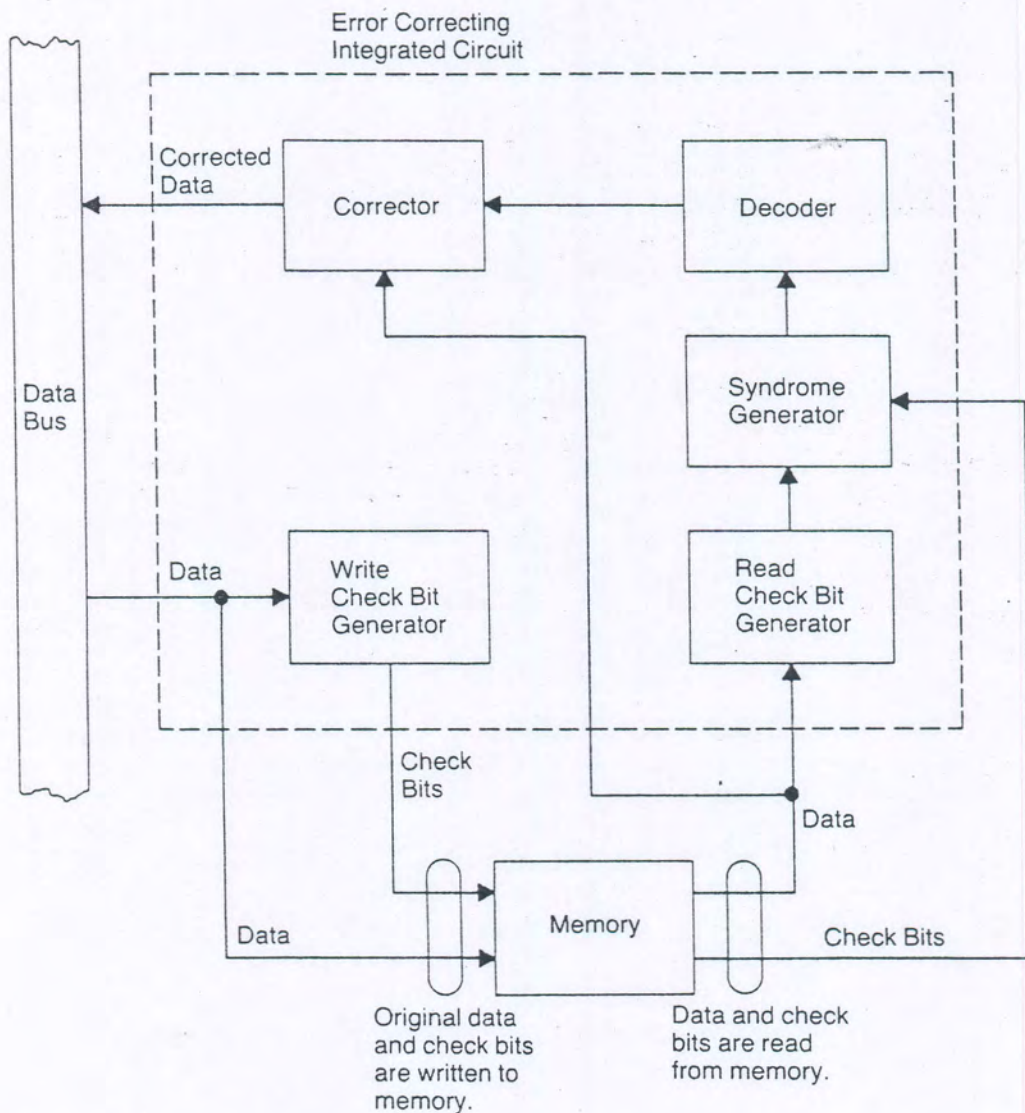 Error Correcting
Integrated Circuit
Corrected
Data
Corrector
Decoder
Data
Bus
Syndrome
Generator
Data
Write
Check Bit
Generator
Read
Check Bit
Generator
Check
Bits
Data
Data
Memory
Check Bits
Original data
and check bits
are written to
memory.
Data and check
bits are read
from memory.